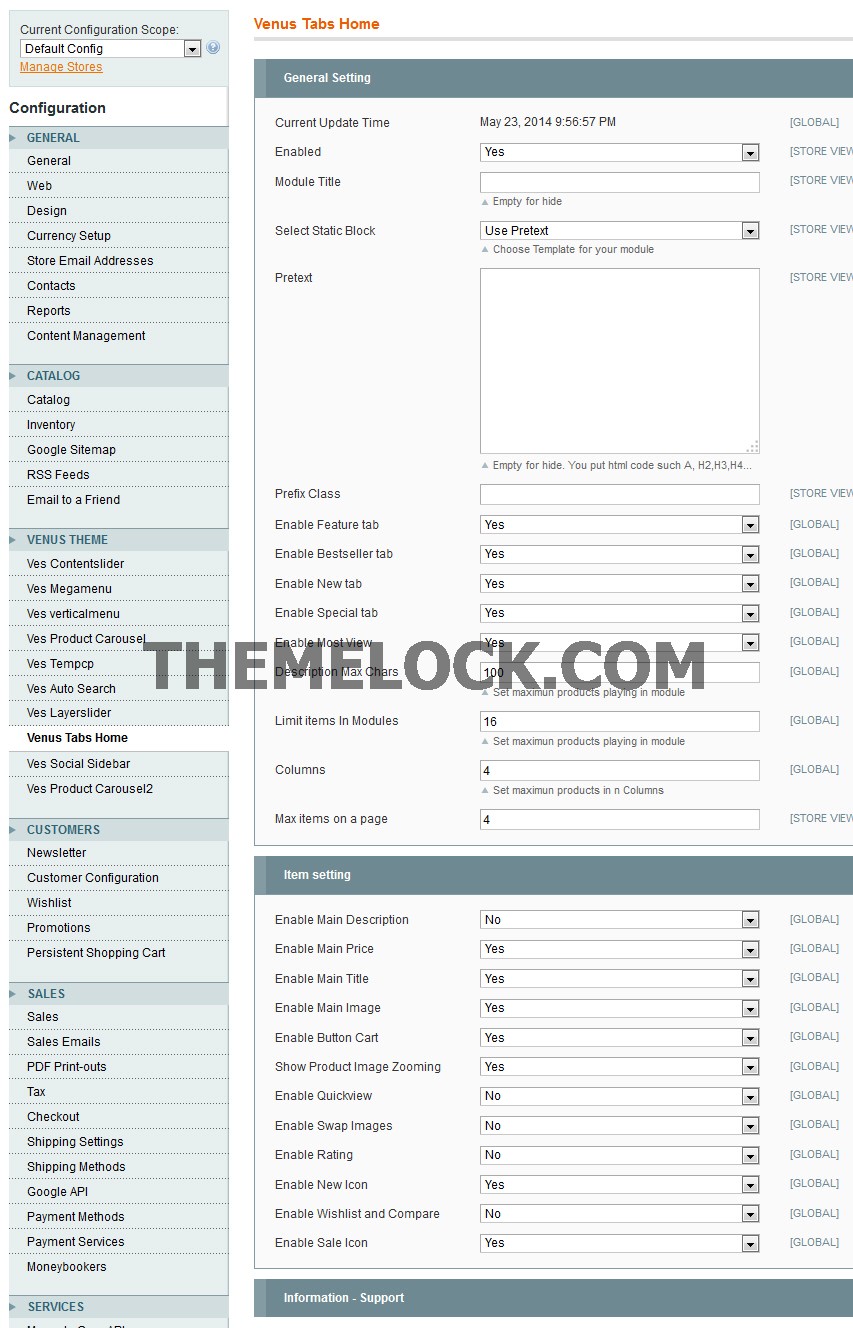 Current Configuration Scope:
Default Config
Manage Stores
Configuration
GENERAL
General
Web
Design
Currency Setup
Store Email Addresses
Contacts
Reports
Content Management
CATALOG
Catalog
Inventory
Google Sitemap
RSS Feeds
Email to a Friend
VENUS THEME
Ves Contentslider
Ves Megamenu
Ves verticalmenu
Ves Product Carousel
Ves Tempcp
Ves Auto Search
Ves Layerslider
Venus Tabs Home
Ves Social Sidebar
Ves Product Carousel2
CUSTOMERS
Newsletter
Customer Configuration
Wishlist
Promotions
Persistent Shopping Cart
SALES
Sales
Sales Emails
PDF Print-outs
Tax
Checkout
Shipping Settings
Shipping Methods
Google API
Payment Methods
Payment Services
Moneybookers
SERVICES
Venus Tabs Home
General Setting
Current Update Time May 23, 2014 9:56:57 PM [GLOBAL]
Enabled Yes [STORE VIEW
Module Title [STORE VIEW
Empty for hide
Select Static Block Use Pretext [STORE VIEW
Choose Template for your module
Pretext [STORE VIEW
Empty for hide. You put html code such A, H2,H3,H4...
Prefix Class [STORE VIEW
Enable Feature tab Yes [GLOBAL]
Enable Bestseller tab Yes [GLOBAL]
Enable New tab Yes [GLOBAL]
Enable Special tab Yes [GLOBAL]
Enable Most View Yes [GLOBAL]
THEMELOCK.COM
Description Max Chars 100 [GLOBAL]
Set maximum products playing in module
Limit items In Modules 16 [GLOBAL]
Set maximun products playing in module
Columns 4 [GLOBAL]
Set maximun products in n Columns
Max items on a page 4 [STORE VIEW
Item setting
Enable Main Description No [GLOBAL]
Enable Main Price Yes [GLOBAL]
Enable Main Title Yes [GLOBAL]
Enable Main Image Yes [GLOBAL]
Enable Button Cart Yes [GLOBAL]
Show Product Image Zooming Yes [GLOBAL]
Enable Quickview No [GLOBAL]
Enable Swap Images No [GLOBAL]
Enable Rating No [GLOBAL]
Enable New Icon Yes [GLOBAL]
Enable Wishlist and Compare No [GLOBAL]
Enable Sale Icon Yes [GLOBAL]
Information - Support